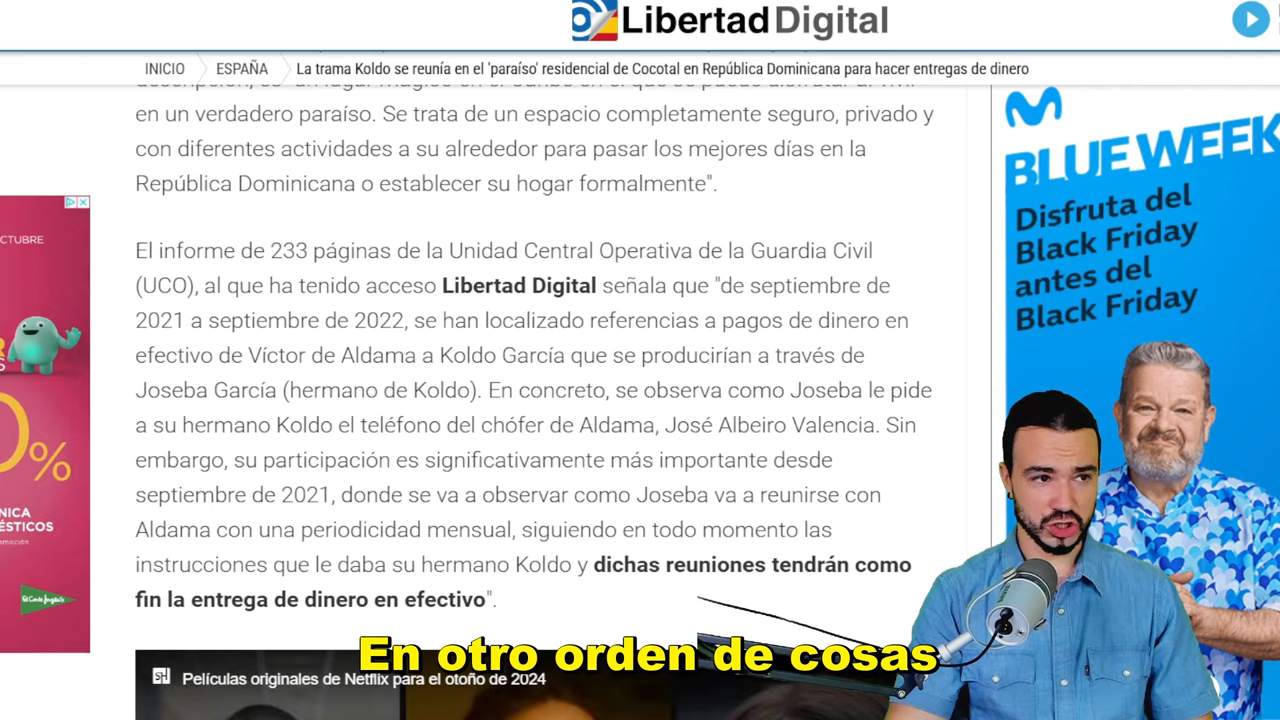 Libertad Digital
INICIO
ESPAÑA
La trama Koldo se reunía en el 'paraíso' residencial de Cocotal en República Dominicana para hacer entregas de dinero
en un verdadero paraíso. Se trata de un espacio completamente seguro, privado y
con diferentes actividades a su alrededor para pasar los mejores días en la
República Dominicana o establecer su hogar formalmente".
El informe de 233 páginas de la Unidad Central Operativa de la Guardia Civil
(UCO), al que ha tenido acceso Libertad Digital señala que "de septiembre de
2021 a septiembre de 2022, se han localizado referencias a pagos de dinero en
efectivo de Víctor de Aldama a Koldo García que se producirían a través de
Joseba García (hermano de Koldo). En concreto, se observa como Joseba le pide
a su hermano Koldo el teléfono del chófer de Aldama, José Albeiro Valencia. Sin
embargo, su participación es significativamente más importante desde
septiembre de 2021, donde se va a observar como Joseba va a reunirse con
Aldama con una periodicidad mensual, siguiendo en todo momento las
instrucciones que le daba su hermano Koldo y dichas reuniones tendrán como
fin la entrega de dinero en efectivo".
En otro orden de cosas
Películas originales de Netflix para el otoño de 2024
CTUBRE
0%
NICA
ÉSTICOS
El Corte Inglés
BLUE WEEK
Disfruta del
Black Friday
antes del
Black Friday